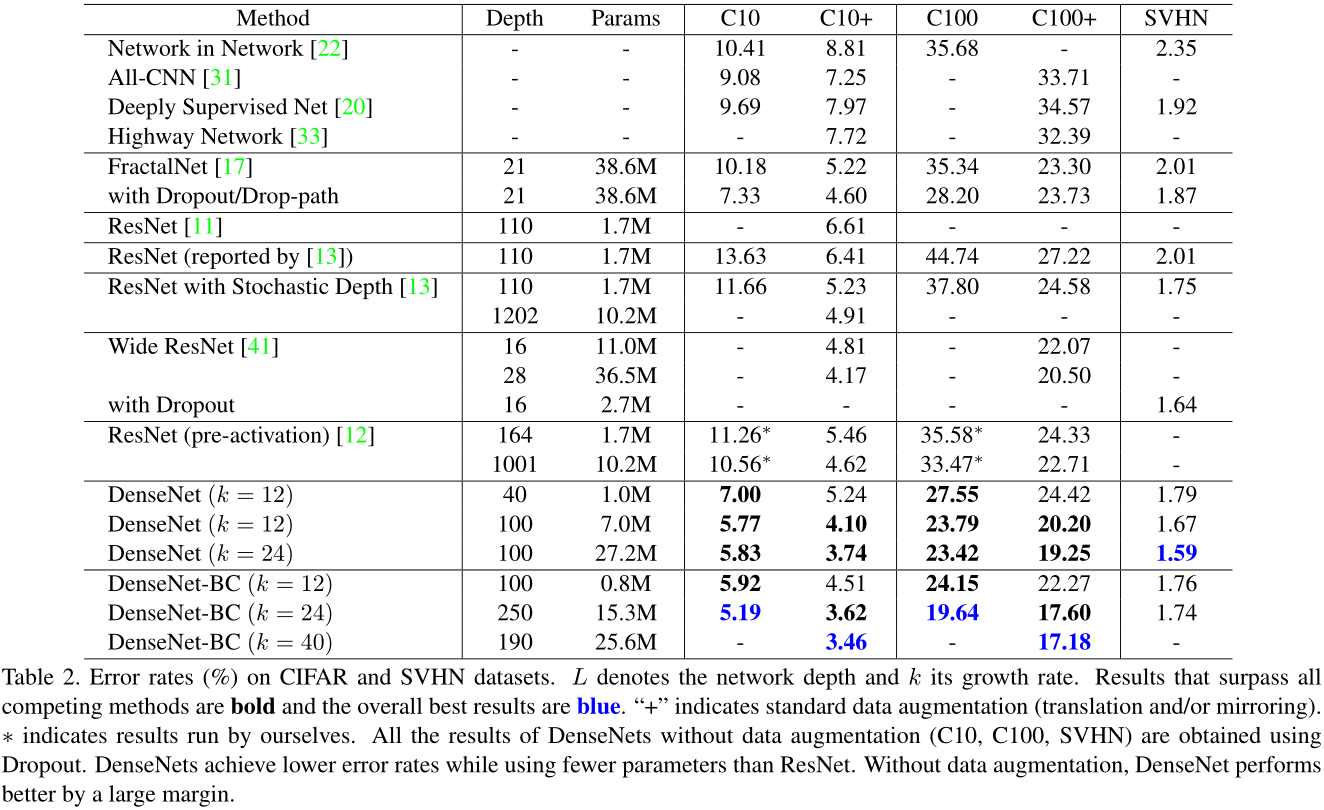 Method Depth Params C10 C10+ C100 C100+ SVHN
Network in Network [22] - - 10.41 8.81 35.68 - 2.35
All-CNN [31] - - 9.08 7.25 - 33.71 -
Deeply Supervised Net [20] - - 9.69 7.97 - 34.57 1.92
Highway Network [33] - - - 7.72 - 32.39 -
FractalNet [17] 21 38.6M 10.18 5.22 35.34 23.30 2.01
with Dropout/Drop-path 21 38.6M 7.33 4.60 28.20 23.73 1.87
ResNet [11] 110 1.7M - 6.61 - - -
ResNet (reported by [13]) 110 1.7M 13.63 6.41 44.74 27.22 2.01
ResNet with Stochastic Depth [13] 110 1.7M 11.66 5.23 37.80 24.58 1.75
1202 10.2M - 4.91 - - -
Wide ResNet [41] 16 11.0M - 4.81 - 22.07 -
28 36.5M - 4.17 - 20.50 -
with Dropout 16 2.7M - - - - 1.64
ResNet (pre-activation) [12] 164 1.7M 11.26* 5.46 35.58* 24.33 -
1001 10.2M 10.56* 4.62 33.47* 22.71 -
DenseNet (k = 12) 40 1.0M 7.00 5.24 27.55 24.42 1.79
DenseNet (k = 12) 100 7.0M 5.77 4.10 23.79 20.20 1.67
DenseNet (k = 24) 100 27.2M 5.83 3.74 23.42 19.25 1.59
DenseNet-BC (k = 12) 100 0.8M 5.92 4.51 24.15 22.27 1.76
DenseNet-BC (k = 24) 250 15.3M 5.19 3.62 19.64 17.60 1.74
DenseNet-BC (k = 40) 190 25.6M - 3.46 - 17.18 -
Table 2. Error rates (%) on CIFAR and SVHN datasets. L denotes the network depth and k its growth rate. Results that surpass all
competing methods are bold and the overall best results are blue. “+” indicates standard data augmentation (translation and/or mirroring).
* indicates results run by ourselves. All the results of DenseNets without data augmentation (C10, C100, SVHN) are obtained using
Dropout. DenseNets achieve lower error rates while using fewer parameters than ResNet. Without data augmentation, DenseNet performs
better by a large margin.